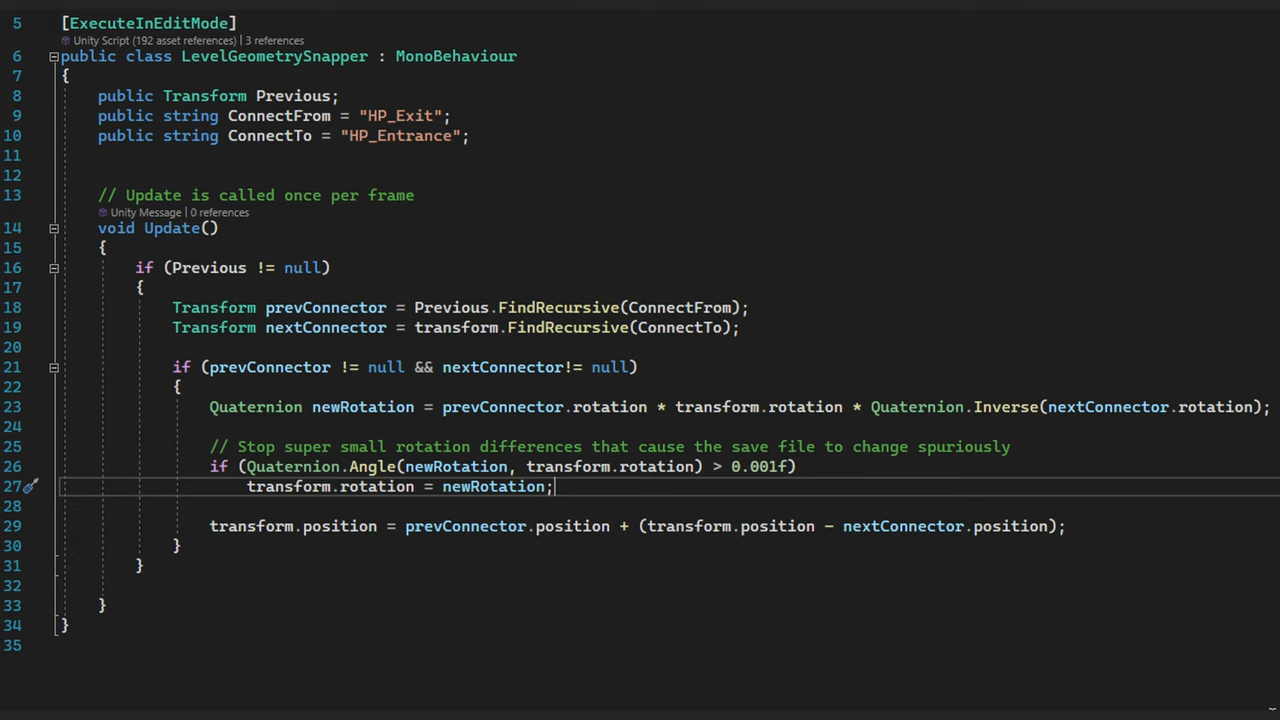 5 [ExecuteInEditMode]
Unity Script (192 asset references) | 3 references
6 public class LevelGeometrySnapper : MonoBehaviour
7 {
8 public Transform Previous;
9 public string ConnectFrom = "HP_Exit";
10 public string ConnectTo = "HP_Entrance";
11
12
13 // Update is called once per frame
Unity Message | 0 references
14 void Update()
15 {
16 if (Previous != null)
17 {
18 Transform prevConnector = Previous.FindRecursive(ConnectFrom);
19 Transform nextConnector = transform.FindRecursive(ConnectTo);
20
21 if (prevConnector != null && nextConnector!= null)
22 {
23 Quaternion newRotation = prevConnector.rotation * transform.rotation * Quaternion.Inverse(nextConnector.rotation);
24
25 // Stop super small rotation differences that cause the save file to change spuriously
26 if (Quaternion.Angle(newRotation, transform.rotation) > 0.001f)
27 transform.rotation = newRotation;
28
29 transform.position = prevConnector.position + (transform.position - nextConnector.position);
30 }
31 }
32
33 }
34 }
35